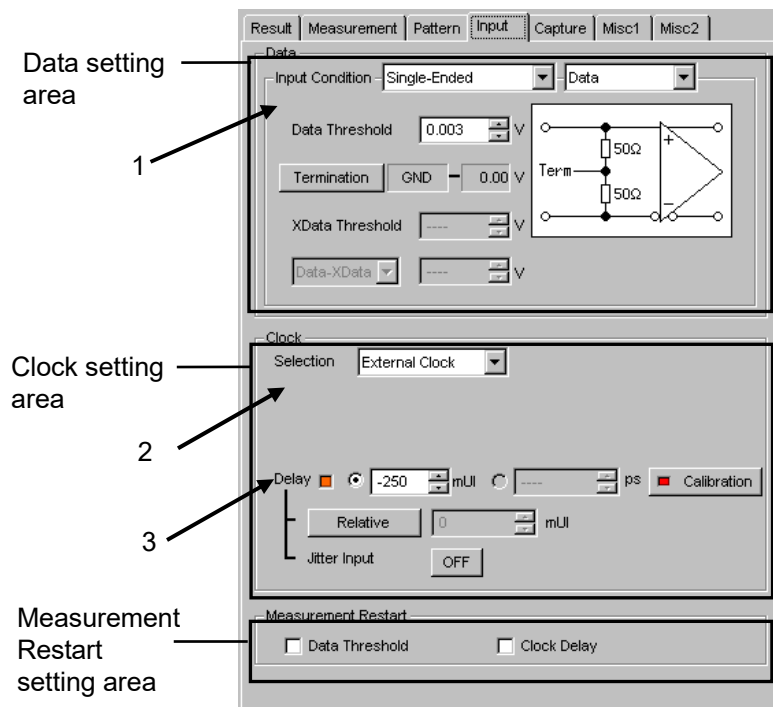 Result Measurement Pattern Input Capture Misc1 Misc2
Data setting
area
Data
Input Condition Single-Ended Data
1
Data Threshold 0.003 V
50Ω
+
Termination GND - 0.00 V
Term
50Ω
-
XData Threshold ---- V
Data-XData ---- V
Clock setting
area
Clock
Selection External Clock
2
Delay -250 mUI ---- ps Calibration
3
Relative 0 mUI
Jitter Input OFF
Measurement
Restart
setting area
Measurement Restart
Data Threshold Clock Delay